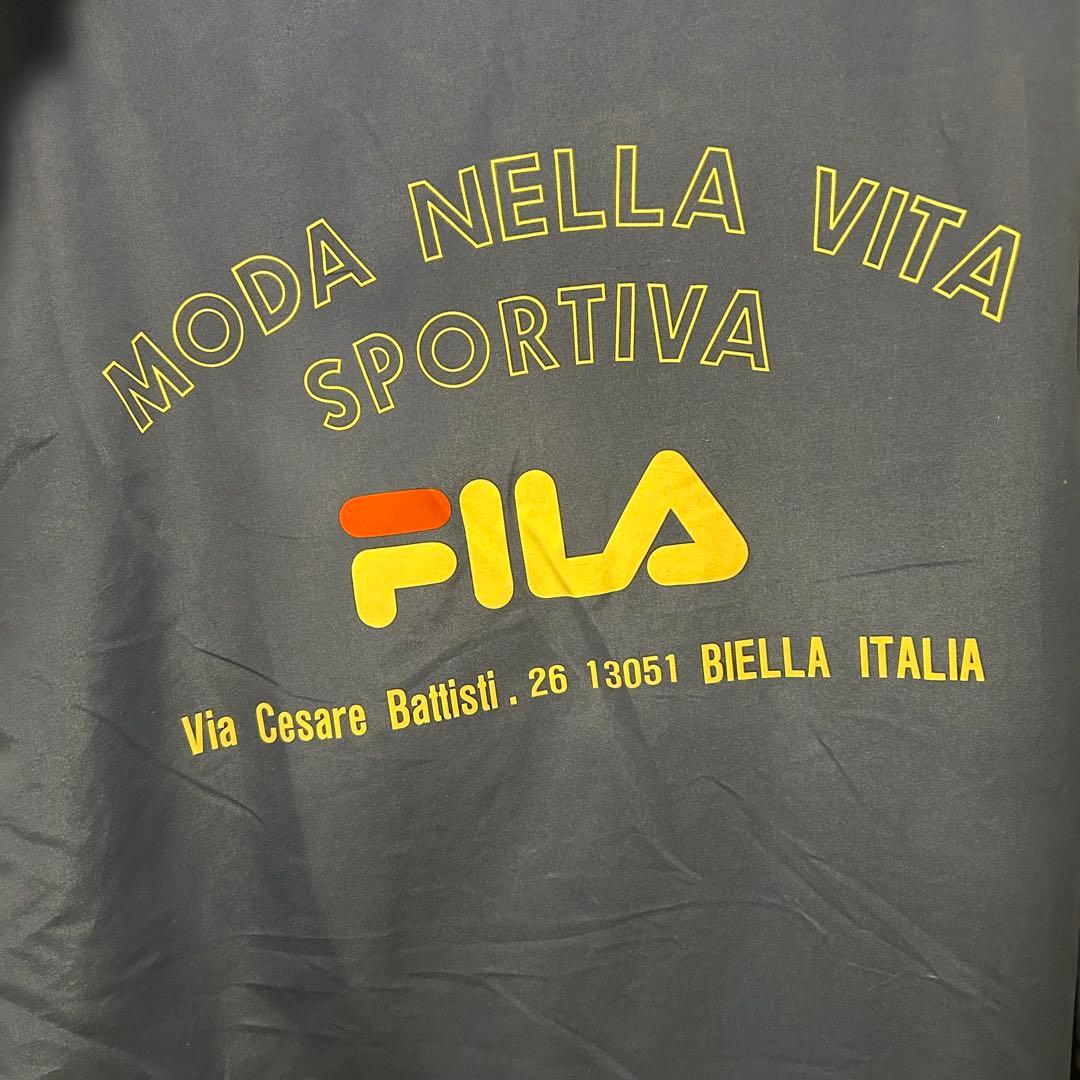 MODA NELLA VITA
SPORTIVA
FILA
Via Cesare Battisti . 26 13051 BIELLA ITALIA